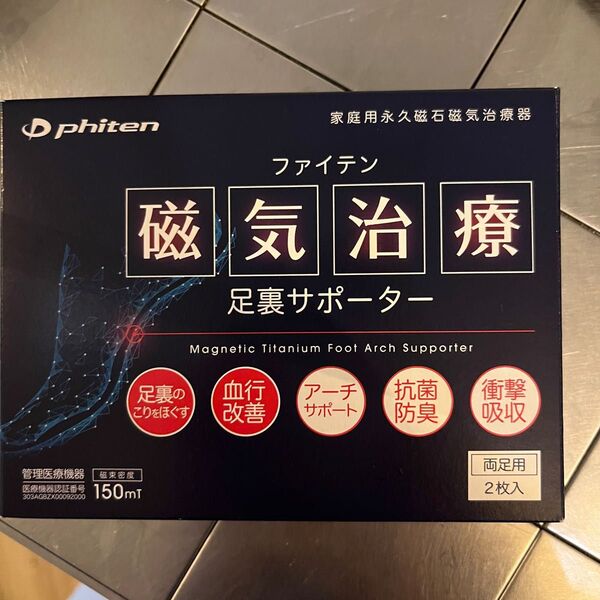 phiten
家庭用永久磁石磁気治療器
ファイテン
磁気治療
足裏サポーター
Magnetic Titanium Foot Arch Supporter
足裏の
こりをほぐす
血行
改善
アーチ
サポート
抗菌
防臭
衝撃
吸収
管理医療機器
医療機器認証番号
303AGBZX00092000
磁束密度
150mT
両足用
2枚入